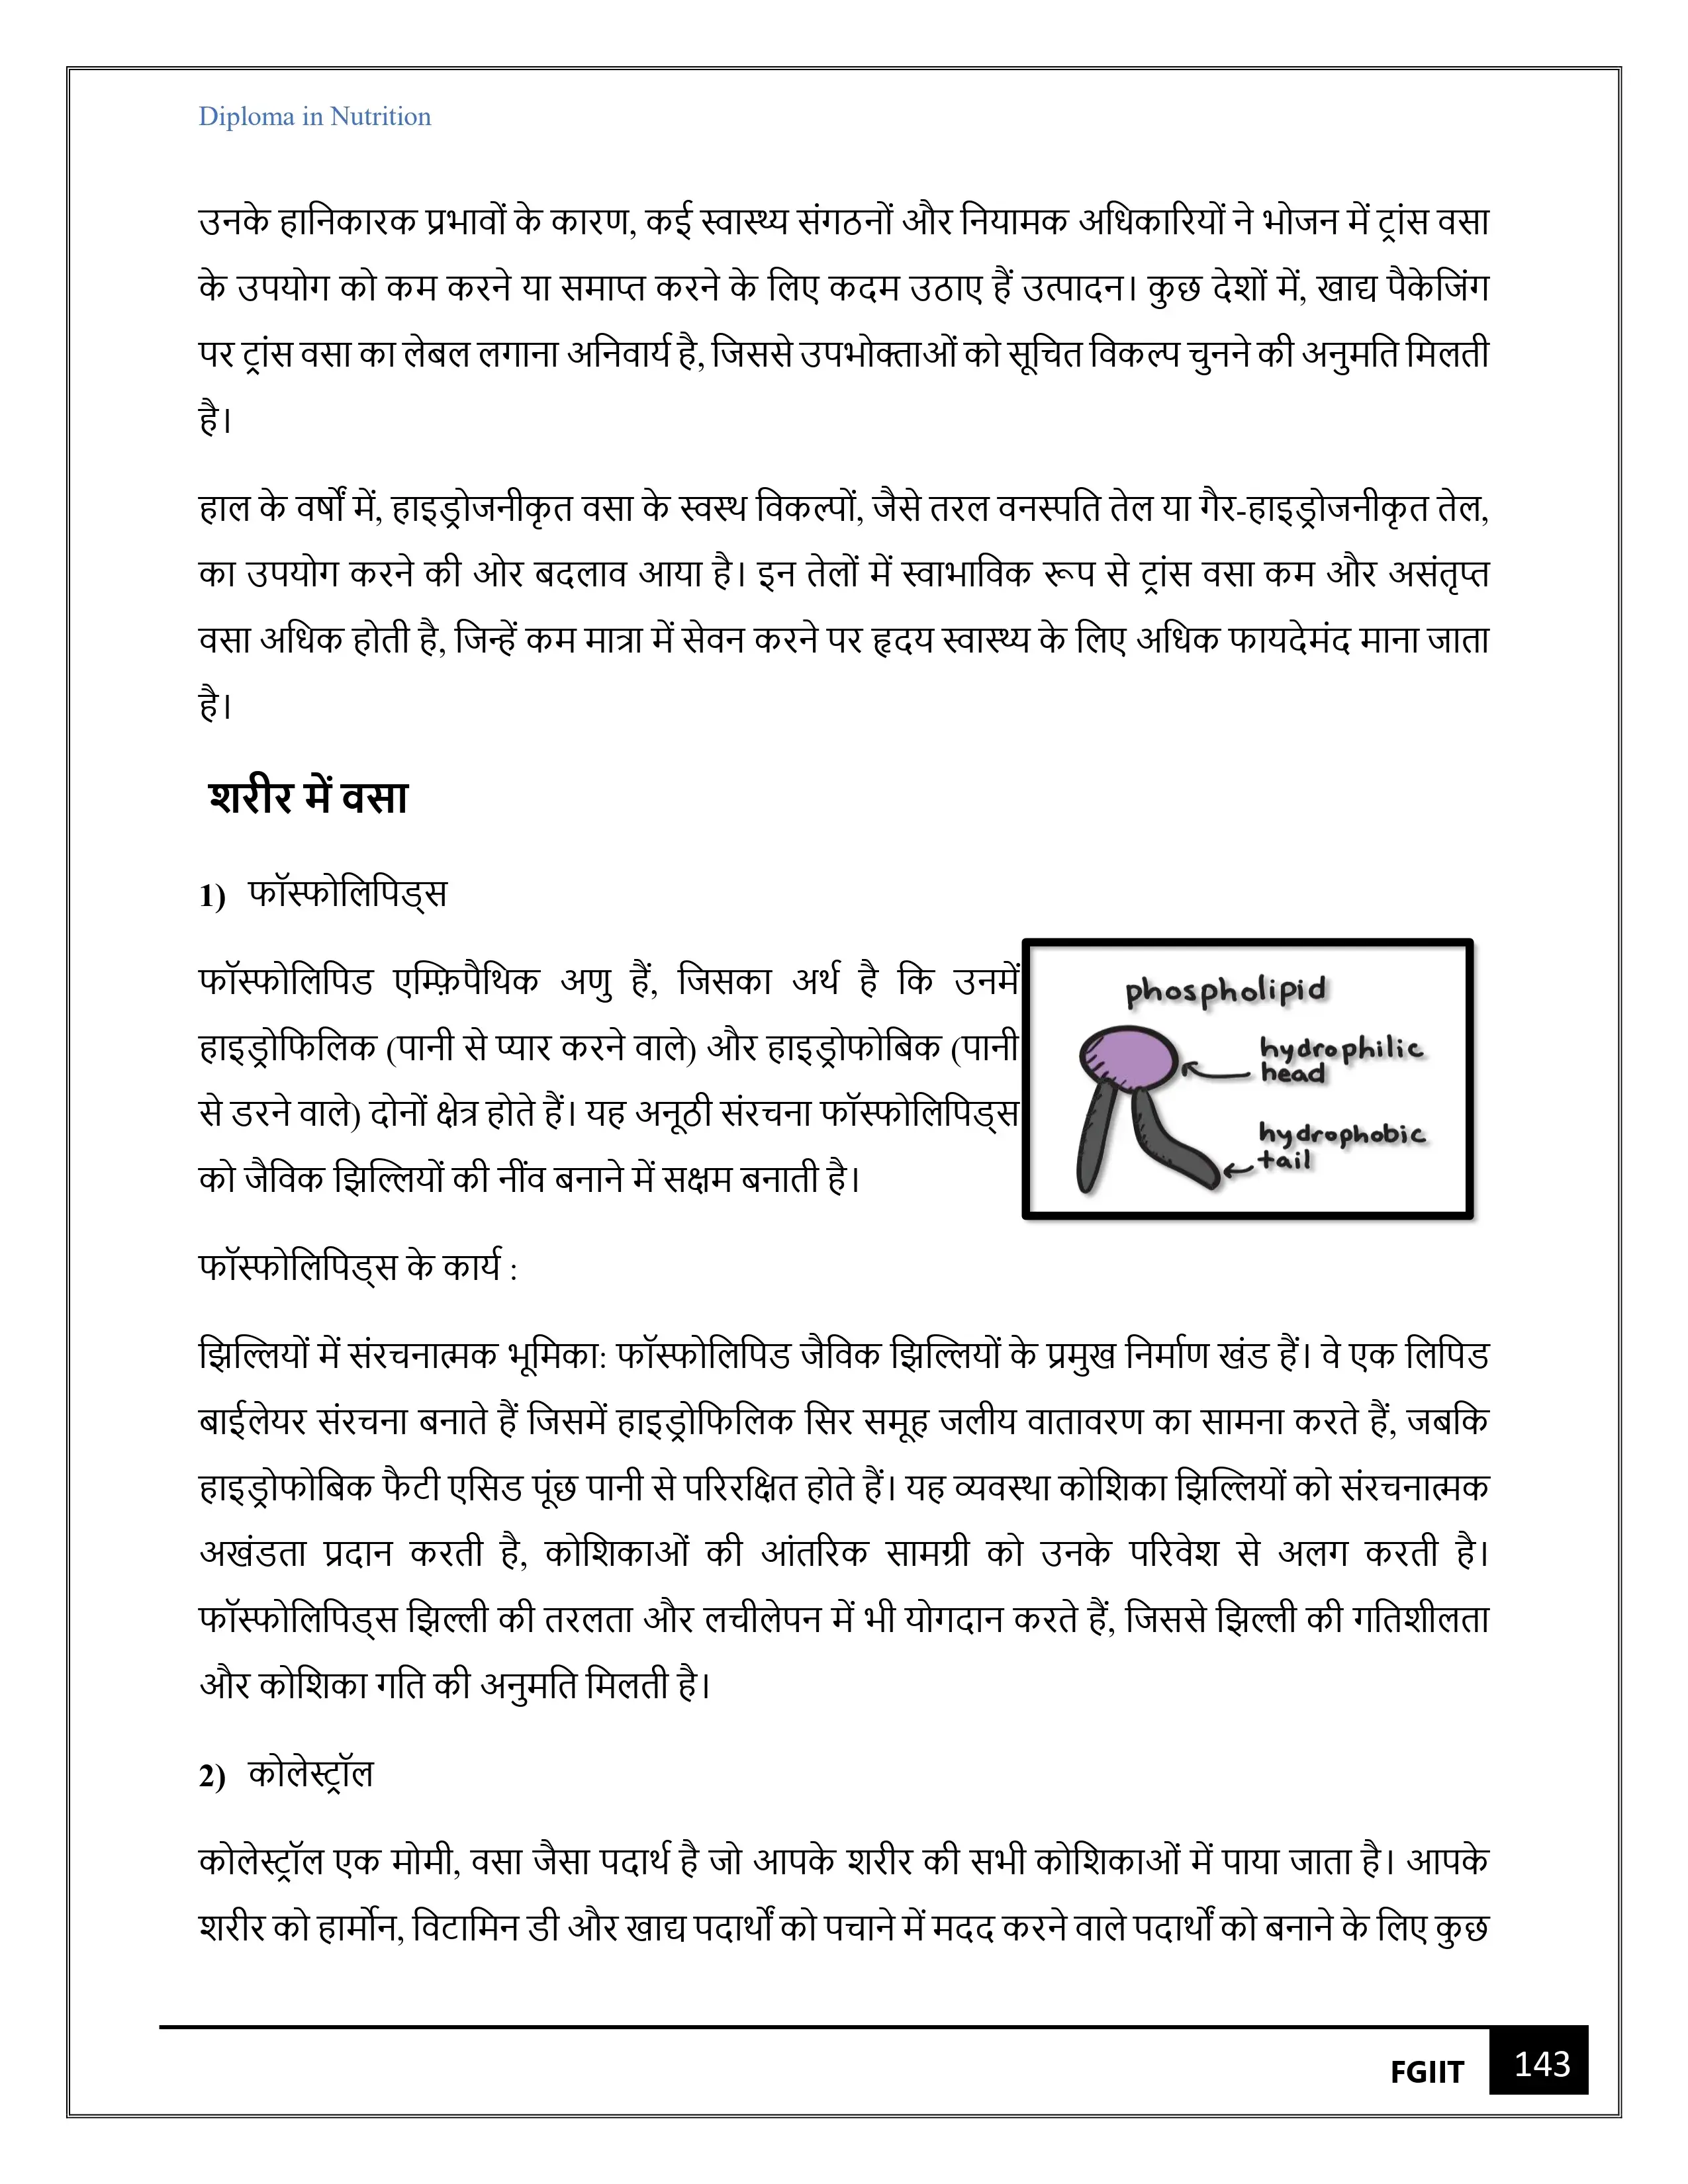 Diploma in Nutrition
उनके हानिकारक प्रभावों के कारण, कई स्वास्थ्य संगठनों और नियामक अधिकारियों ने भोजन में ट्रांस वसा
के उपयोग को कम करने या समाप्त करने के लिए कदम उठाए हैं उत्पादन। कुछ देशों में, खाद्य पैकेजिंग
पर ट्रांस वसा का लेबल लगाना अनिवार्य है, जिससे उपभोक्ताओं को सूचित विकल्प चुनने की अनुमति मिलती
है।
हाल के वर्षों में, हाइड्रोजनीकृत वसा के स्वस्थ विकल्पों, जैसे तरल वनस्पति तेल या गैर-हाइड्रोजनीकृत तेल,
का उपयोग करने की ओर बदलाव आया है। इन तेलों में स्वाभाविक रूप से ट्रांस वसा कम और असंतृप्त
वसा अधिक होती है, जिन्हें कम मात्रा में सेवन करने पर हृदय स्वास्थ्य के लिए अधिक फायदेमंद माना जाता
है।
शरीर में वसा
1) फॉस्फोलिपिड्स
फॉस्फोलिपिड एम्फ़िपैथिक अणु हैं, जिसका अर्थ है कि उनमें
हाइड्रोफिलिक (पानी से प्यार करने वाले) और हाइड्रोफोबिक (पानी
से डरने वाले) दोनों क्षेत्र होते हैं। यह अनूठी संरचना फॉस्फोलिपिड्स
को जैविक झिल्लियों की नींव बनाने में सक्षम बनाती है।
phospholipid
hydrophilic
head
hydrophobic
tail
फॉस्फोलिपिड्स के कार्य :
झिल्लियों में संरचनात्मक भूमिका: फॉस्फोलिपिड जैविक झिल्लियों के प्रमुख निर्माण खंड हैं। वे एक लिपिड
बाईलेयर संरचना बनाते हैं जिसमें हाइड्रोफिलिक सिर समूह जलीय वातावरण का सामना करते हैं, जबकि
हाइड्रोफोबिक फैटी एसिड पूंछ पानी से परिरक्षित होते हैं। यह व्यवस्था कोशिका झिल्लियों को संरचनात्मक
अखंडता प्रदान करती है, कोशिकाओं की आंतरिक सामग्री को उनके परिवेश से अलग करती है।
फॉस्फोलिपिड्स झिल्ली की तरलता और लचीलेपन में भी योगदान करते हैं, जिससे झिल्ली की गतिशीलता
और कोशिका गति की अनुमति मिलती है।
2) कोलेस्ट्रॉल
कोलेस्ट्रॉल एक मोमी, वसा जैसा पदार्थ है जो आपके शरीर की सभी कोशिकाओं में पाया जाता है। आपके
शरीर को हार्मोन, विटामिन डी और खाद्य पदार्थों को पचाने में मदद करने वाले पदार्थों को बनाने के लिए कुछ
FGIIT 143